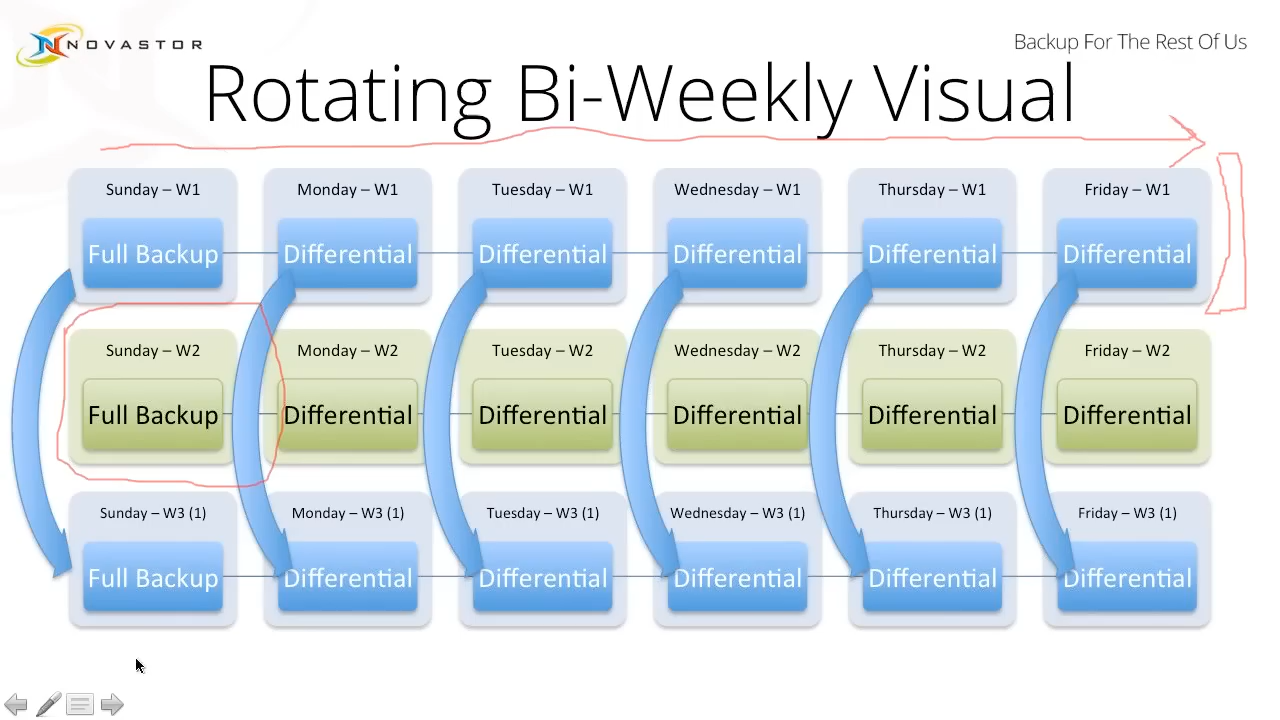 NOVASTOR
Backup For The Rest Of Us
Rotating Bi-Weekly Visual
Sunday – W1
Monday – W1
Tuesday – W1
Wednesday – W1
Thursday – W1
Friday – W1
Full Backup
Differential
Differential
Differential
Differential
Differential
Sunday – W2
Monday – W2
Tuesday – W2
Wednesday – W2
Thursday – W2
Friday – W2
Full Backup
Differential
Differential
Differential
Differential
Differential
Sunday – W3 (1)
Monday – W3 (1)
Tuesday – W3 (1)
Wednesday – W3 (1)
Thursday – W3 (1)
Friday – W3 (1)
Full Backup
Differential
Differential
Differential
Differential
Differential